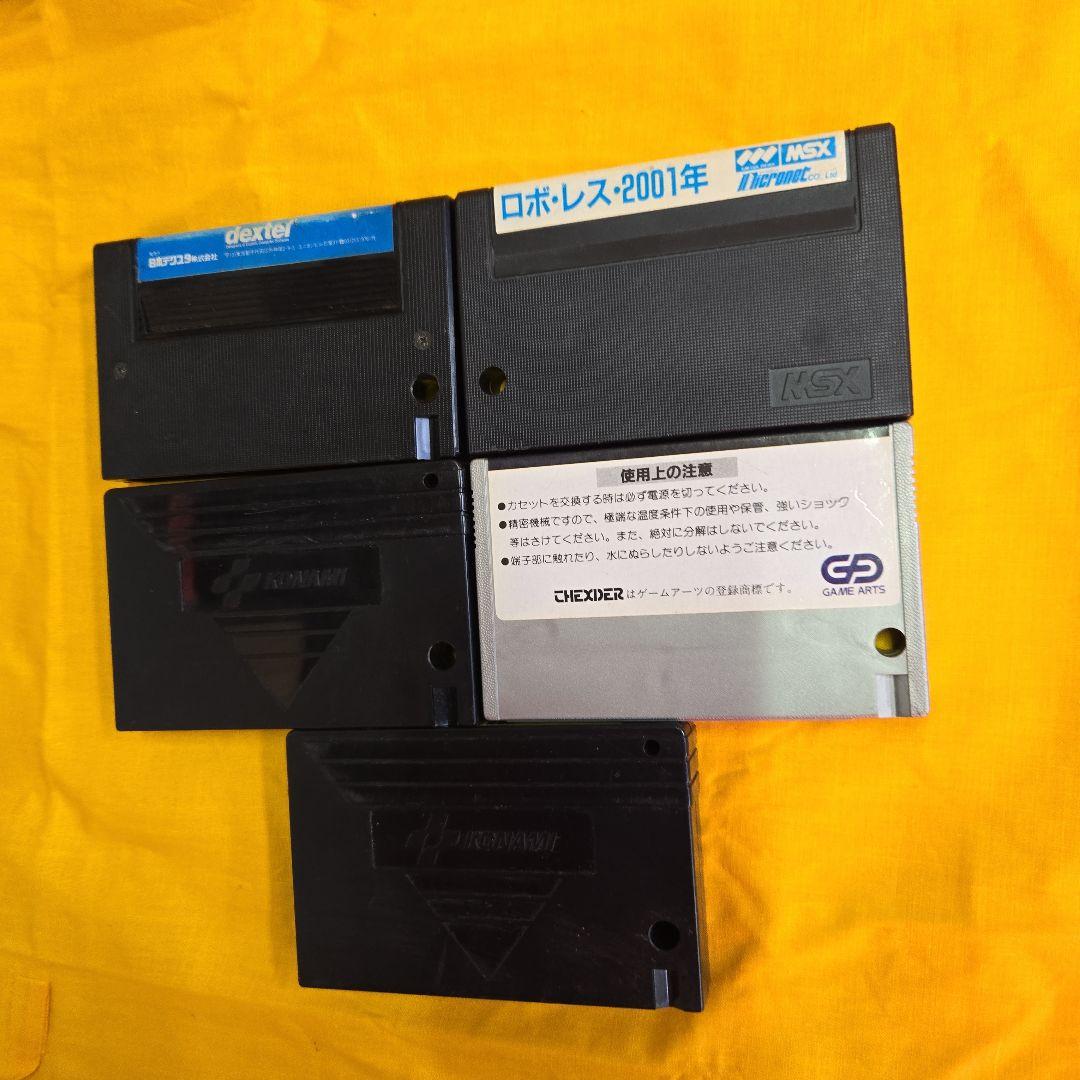 dexter
日本デクスタ株式会社
ロボ・レス・2001年
MSX
Micronet CO., Ltd
MSX
KONAMI
使用上の注意
●カセットを交換する時は必ず電源を切ってください。
●精密機械ですので、極端な温度条件下の使用や保管、強いショック
等はさけてください。また、絶対に分解はしないでください。
●端子部に触れたり、水にぬらしたりしないようご注意ください。
THEXDERはゲームアーツの登録商標です。
GAME ARTS
KONAMI